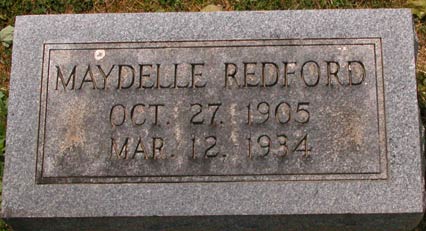 MAYDELLE REDFORD
OCT. 27. 1905
MAR. 12. 1934